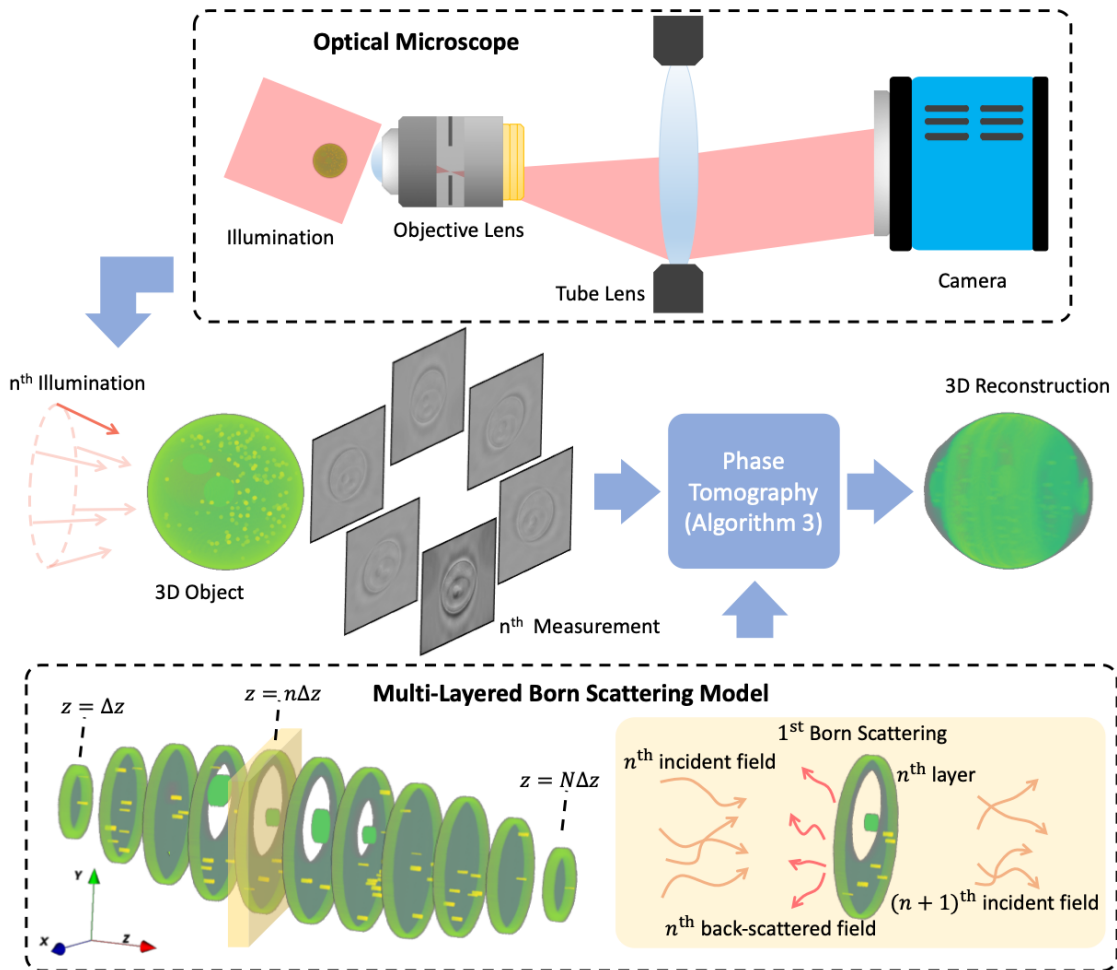 Optical Microscope
Illumination
Objective Lens
Tube Lens
Camera
nth Illumination
3D Object
nth Measurement
Phase
Tomography
(Algorithm 3)
3D Reconstruction
Multi-Layered Born Scattering Model
z = Δz
z = nΔz
z = NΔz
Y
X
Z
1st Born Scattering
nth incident field
nth layer
nth back-scattered field
(n + 1)th incident field